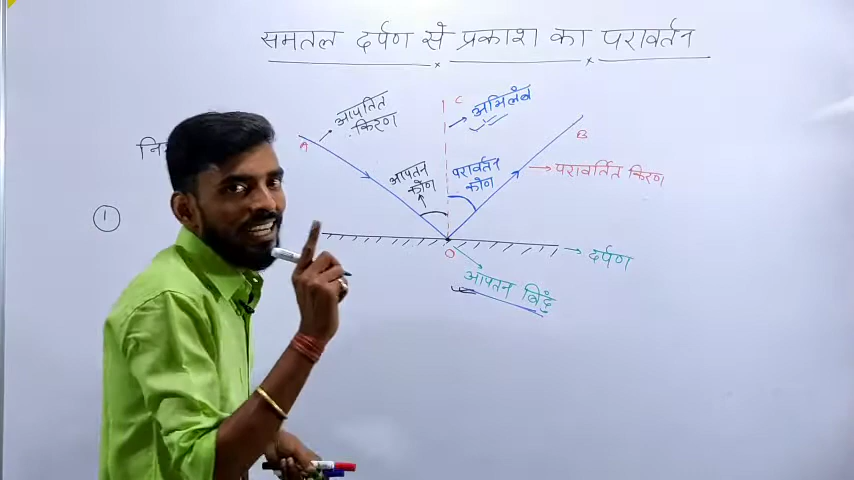 समतल दर्पण से प्रकाश का परावर्तन
C
अभिलंब
आपतित
किरण
A
B
नि
आपतन
कोण
परावर्तन
कोण
परावर्तित किरण
1
O
दर्पण
आपतन बिंदु